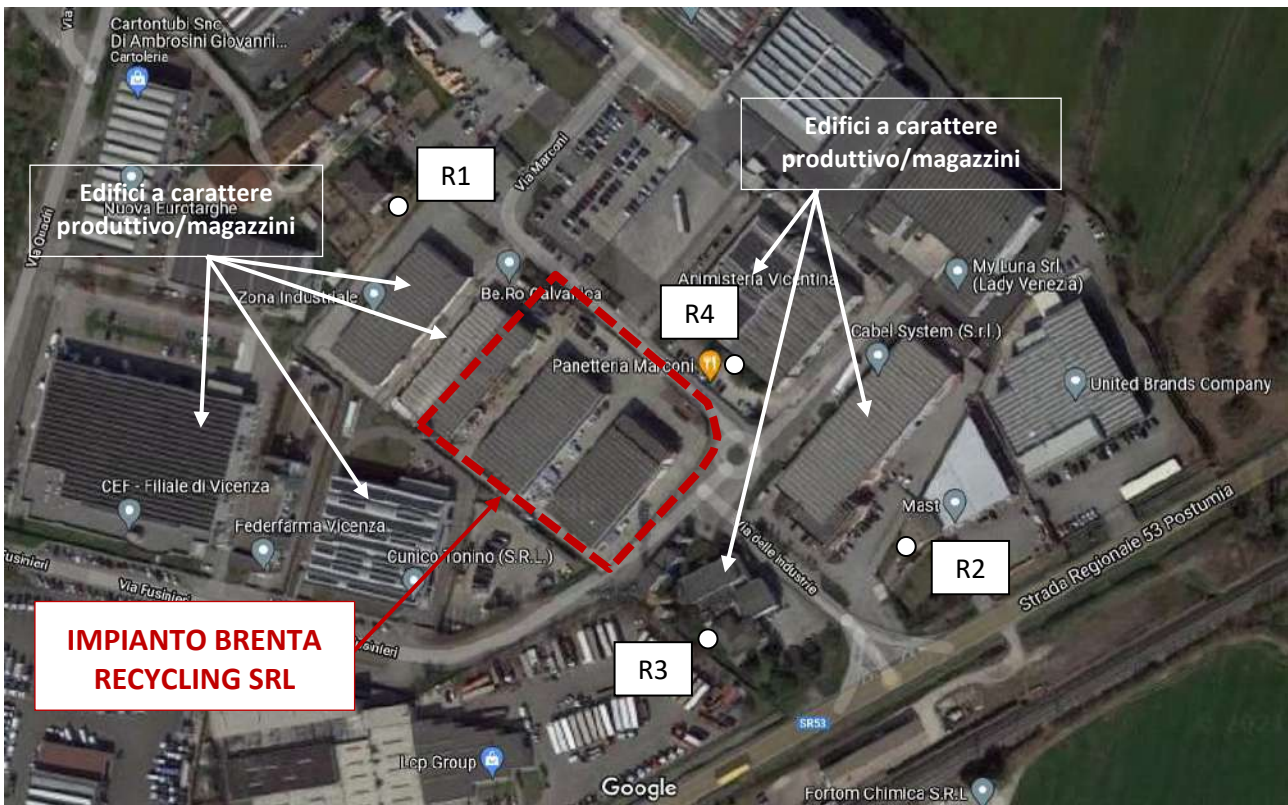 Cartontubi Snc
Di Ambrosini Giovanni...
Cartoleria
Via Quadri
Edifici a carattere
produttivo/magazzini
Nuova Eurotarghe
R1
Via Marconi
Edifici a carattere
produttivo/magazzini
Zona Industriale
Be.Ro Galvanica
Animisteria Vicentina
My Luna Srl
(Lady Venezia)
R4
Cabel System (S.r.l.)
Panetteria Marconi
United Brands Company
CEF - Filiale di Vicenza
Federfarma Vicenza
Mast
Cunico Tonino (S.R.L.)
Via delle industrie
R2
Strada Regionale 53 Postumia
Fusinieri
Via Fusinieri
Fusinieri
IMPIANTO BRENTA
RECYCLING SRL
R3
SR53
Lcp Group
Google
Fortom Chimica S.R.L